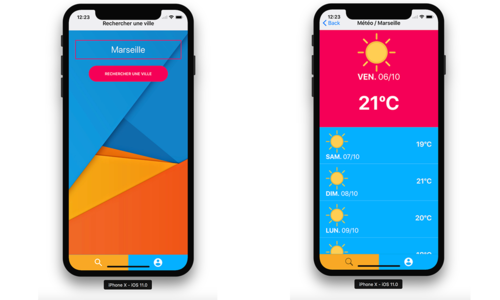 12:23
Rechercher une ville
Marseille
RECHERCHER UNE VILLE
iPhone X - iOS 11.0
12:23
Back
Météo / Marseille
VEN. 06/10
21°C
SAM. 07/10
19°C
DIM. 08/10
21°C
LUN. 09/10
20°C
iPhone X - iOS 11.0